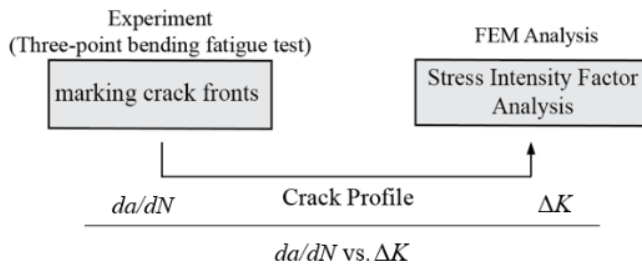 Experiment
(Three-point bending fatigue test)
marking crack fronts
FEM Analysis
Stress Intensity Factor
Analysis
Crack Profile
da/dN
ΔK
da/dN vs. ΔK